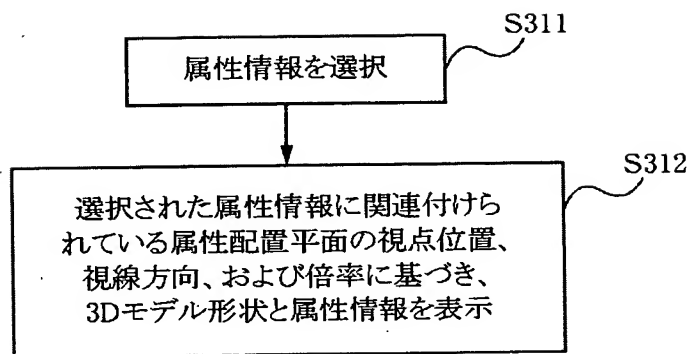 S311
属性情報を選択
S312
選択された属性情報に関連付けら
れている属性配置平面の視点位置、
視線方向、および倍率に基づき、
3Dモデル形状と属性情報を表示